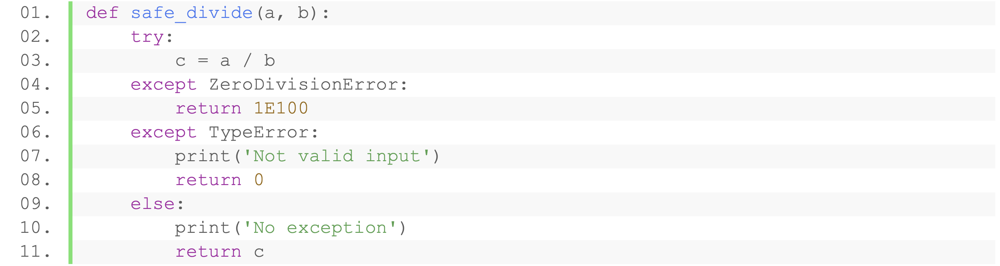 01. def safe_divide(a, b):
02.     try:
03.         c = a / b
04.     except ZeroDivisionError:
05.         return 1E100
06.     except TypeError:
07.         print('Not valid input')
08.         return 0
09.     else:
10.         print('No exception')
11.         return c